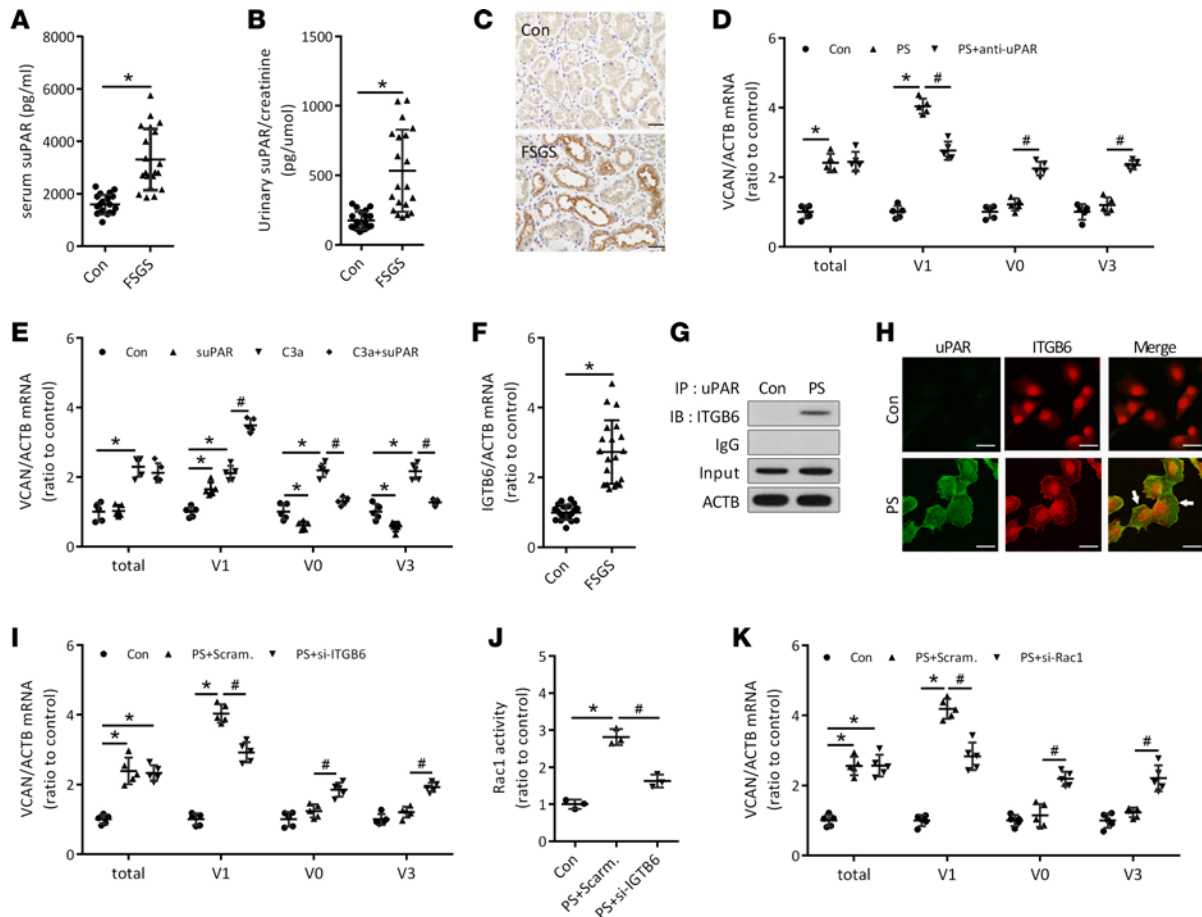 A
serum suPAR (pg/ml)
8000
6000
4000
2000
0
*
Con
FSGS
B
Urinary suPAR/creatinine
(pg/umol)
1500
1000
500
0
*
Con
FSGS
C
Con
FSGS
D
Con PS PS+anti-uPAR
VCAN/ACTB mRNA
(ratio to control)
6
4
2
0
* * # # #
total V1 V0 V3
E
Con suPAR C3a C3a+suPAR
VCAN/ACTB mRNA
(ratio to control)
6
4
2
0
* * * # * * # * * #
total V1 V0 V3
F
IGTB6/ACTB mRNA
(ratio to control)
6
4
2
0
*
Con
FSGS
G
IP : uPAR Con PS
IB : ITGB6
IgG
Input
ACTB
H
uPAR ITGB6 Merge
Con
PS
I
Con PS+Scram. PS+si-ITGB6
VCAN/ACTB mRNA
(ratio to control)
6
4
2
0
* * * # # #
total V1 V0 V3
J
Rac1 activity
(ratio to control)
5
4
3
2
1
0
* #
Con
PS+Scarm.
PS+si-IGTB6
K
Con PS+Scram. PS+si-Rac1
VCAN/ACTB mRNA
(ratio to control)
6
4
2
0
* * * # # #
total V1 V0 V3